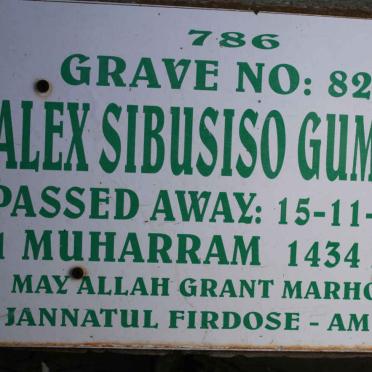 786
GRAVE NO: 82
ALEX SIBUSISO GUM
PASSED AWAY: 15-11-
MUHARRAM 1434
MAY ALLAH GRANT MARHO
JANNATUL FIRDOSE - AM